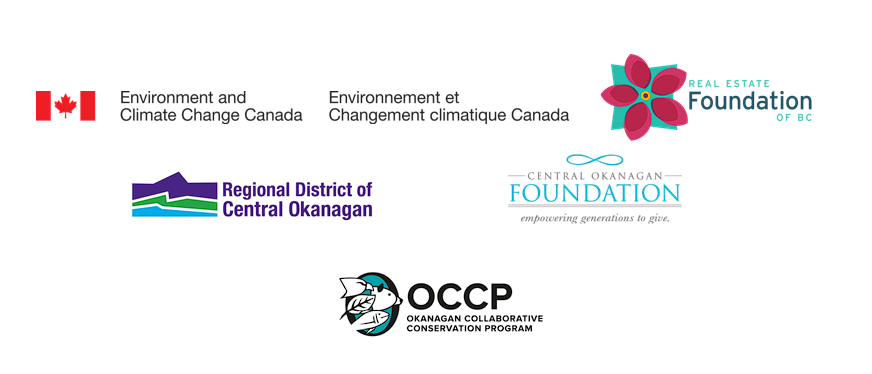 Environment and
Climate Change Canada
Environnement et
Changement climatique Canada
REAL ESTATE
Foundation
OF BC
Regional District of
Central Okanagan
CENTRAL OKANAGAN
FOUNDATION
empowering generations to give.
OCCP
OKANAGAN COLLABORATIVE
CONSERVATION PROGRAM